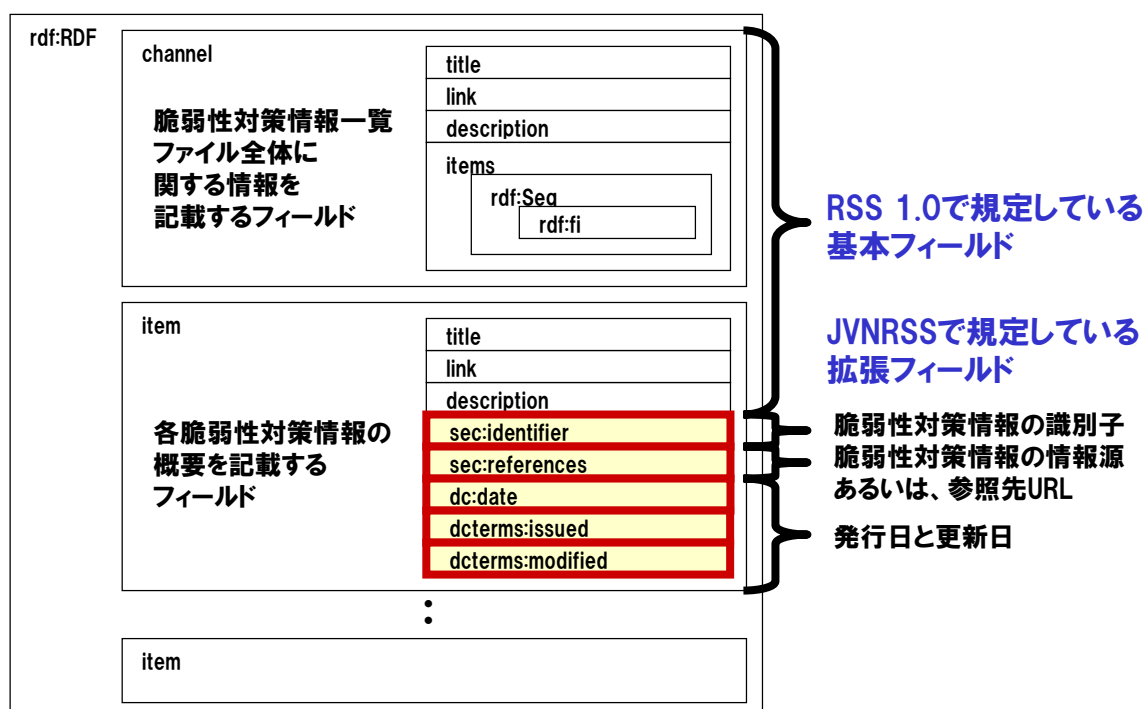 rdf:RDF
channel
脆弱性対策情報一覧
ファイル全体に
関する情報を
記載するフィールド
title
link
description
items
rdf:Seq
rdf:fi
RSS 1.0で規定している
基本フィールド
item
各脆弱性対策情報の
概要を記載する
フィールド
title
link
description
sec:identifier
sec:references
dc:date
dcterms:issued
dcterms:modified
JVNRSSで規定している
拡張フィールド
脆弱性対策情報の識別子
脆弱性対策情報の情報源
あるいは、参照先URL
発行日と更新日
:
item